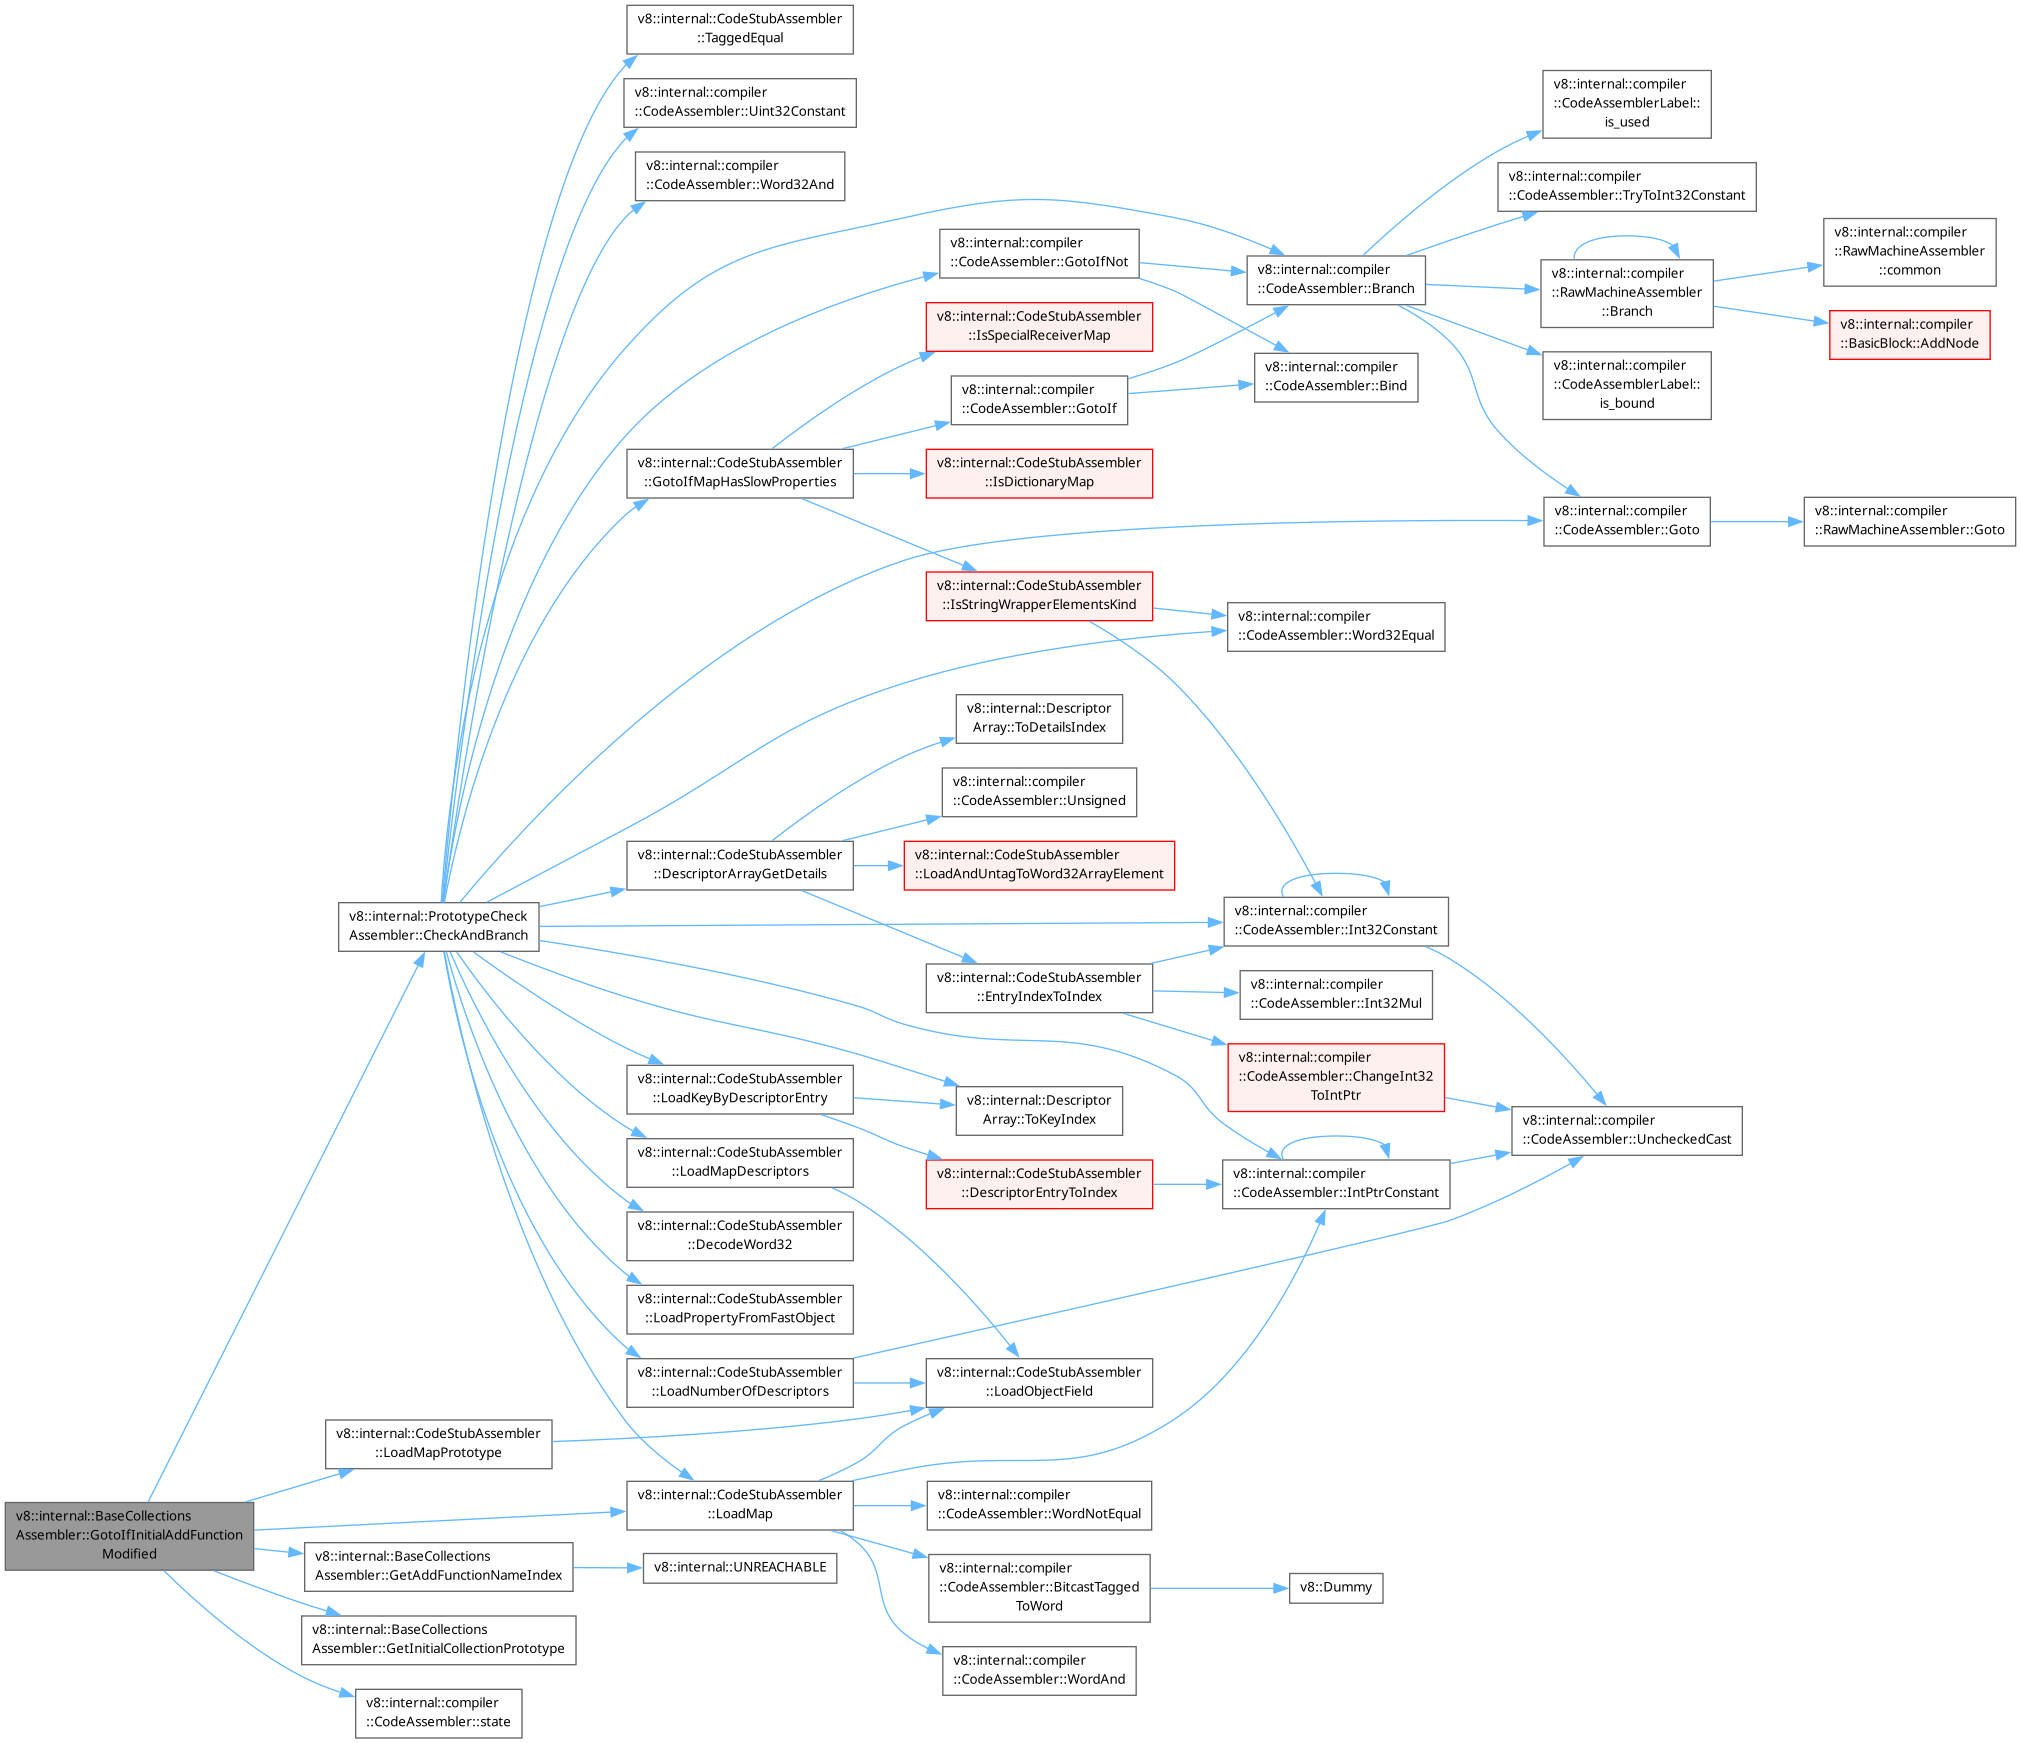 v8::internal::CodeStubAssembler
::TaggedEqual
v8::internal::compiler
::CodeAssembler::Uint32Constant
v8::internal::compiler
::CodeAssembler::Word32And
v8::internal::compiler
::CodeAssemblerLabel::
is_used
v8::internal::compiler
::CodeAssembler::TryToInt32Constant
v8::internal::compiler
::CodeAssembler::GotoIfNot
v8::internal::compiler
::CodeAssembler::Branch
v8::internal::compiler
::RawMachineAssembler
::Branch
v8::internal::compiler
::RawMachineAssembler
::common
v8::internal::compiler
::BasicBlock::AddNode
v8::internal::CodeStubAssembler
::IsSpecialReceiverMap
v8::internal::compiler
::CodeAssembler::GotoIf
v8::internal::compiler
::CodeAssembler::Bind
v8::internal::compiler
::CodeAssemblerLabel::
is_bound
v8::internal::CodeStubAssembler
::GotoIfMapHasSlowProperties
v8::internal::CodeStubAssembler
::IsDictionaryMap
v8::internal::compiler
::CodeAssembler::Goto
v8::internal::compiler
::RawMachineAssembler::Goto
v8::internal::CodeStubAssembler
::IsStringWrapperElementsKind
v8::internal::compiler
::CodeAssembler::Word32Equal
v8::internal::Descriptor
Array::ToDetailsIndex
v8::internal::compiler
::CodeAssembler::Unsigned
v8::internal::CodeStubAssembler
::DescriptorArrayGetDetails
v8::internal::CodeStubAssembler
::LoadAndUntagToWord32ArrayElement
v8::internal::PrototypeCheck
Assembler::CheckAndBranch
v8::internal::compiler
::CodeAssembler::Int32Constant
v8::internal::CodeStubAssembler
::EntryIndexToIndex
v8::internal::compiler
::CodeAssembler::Int32Mul
v8::internal::compiler
::CodeAssembler::ChangeInt32
ToIntPtr
v8::internal::CodeStubAssembler
::LoadKeyByDescriptorEntry
v8::internal::Descriptor
Array::ToKeyIndex
v8::internal::compiler
::CodeAssembler::UncheckedCast
v8::internal::CodeStubAssembler
::LoadMapDescriptors
v8::internal::CodeStubAssembler
::DescriptorEntryToIndex
v8::internal::compiler
::CodeAssembler::IntPtrConstant
v8::internal::CodeStubAssembler
::DecodeWord32
v8::internal::CodeStubAssembler
::LoadPropertyFromFastObject
v8::internal::CodeStubAssembler
::LoadNumberOfDescriptors
v8::internal::CodeStubAssembler
::LoadObjectField
v8::internal::CodeStubAssembler
::LoadMapPrototype
v8::internal::CodeStubAssembler
::LoadMap
v8::internal::compiler
::CodeAssembler::WordNotEqual
v8::internal::BaseCollections
Assembler::GotoIfInitialAddFunction
Modified
v8::internal::BaseCollections
Assembler::GetAddFunctionNameIndex
v8::internal::UNREACHABLE
v8::internal::compiler
::CodeAssembler::BitcastTagged
ToWord
v8::Dummy
v8::internal::BaseCollections
Assembler::GetInitialCollectionPrototype
v8::internal::compiler
::CodeAssembler::WordAnd
v8::internal::compiler
::CodeAssembler::state